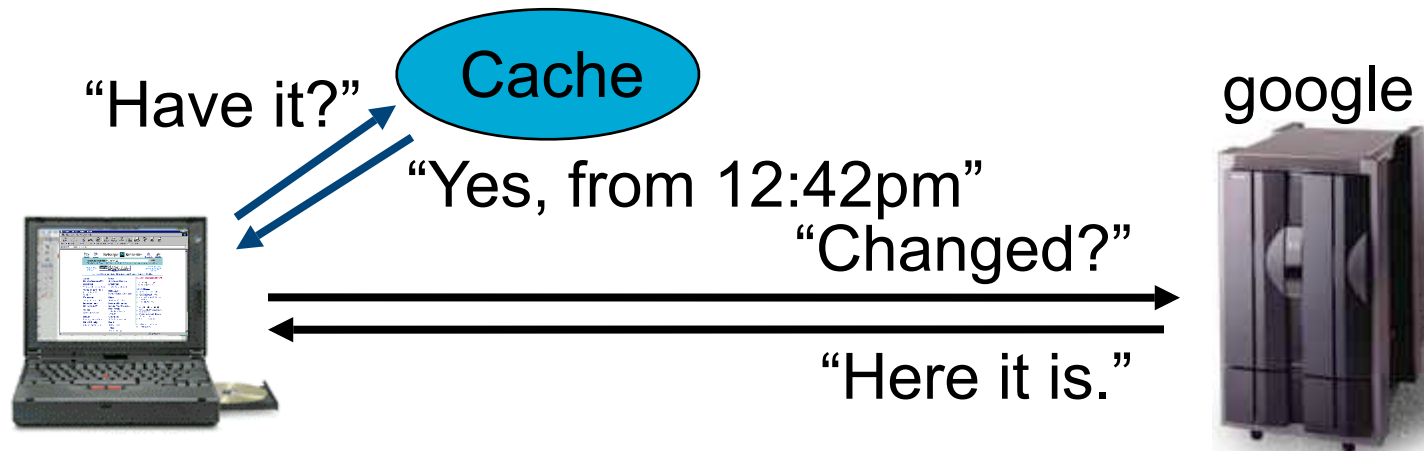 Cache
“Have it?”
google
“Yes, from 12:42pm”
“Changed?”
“Here it is.”